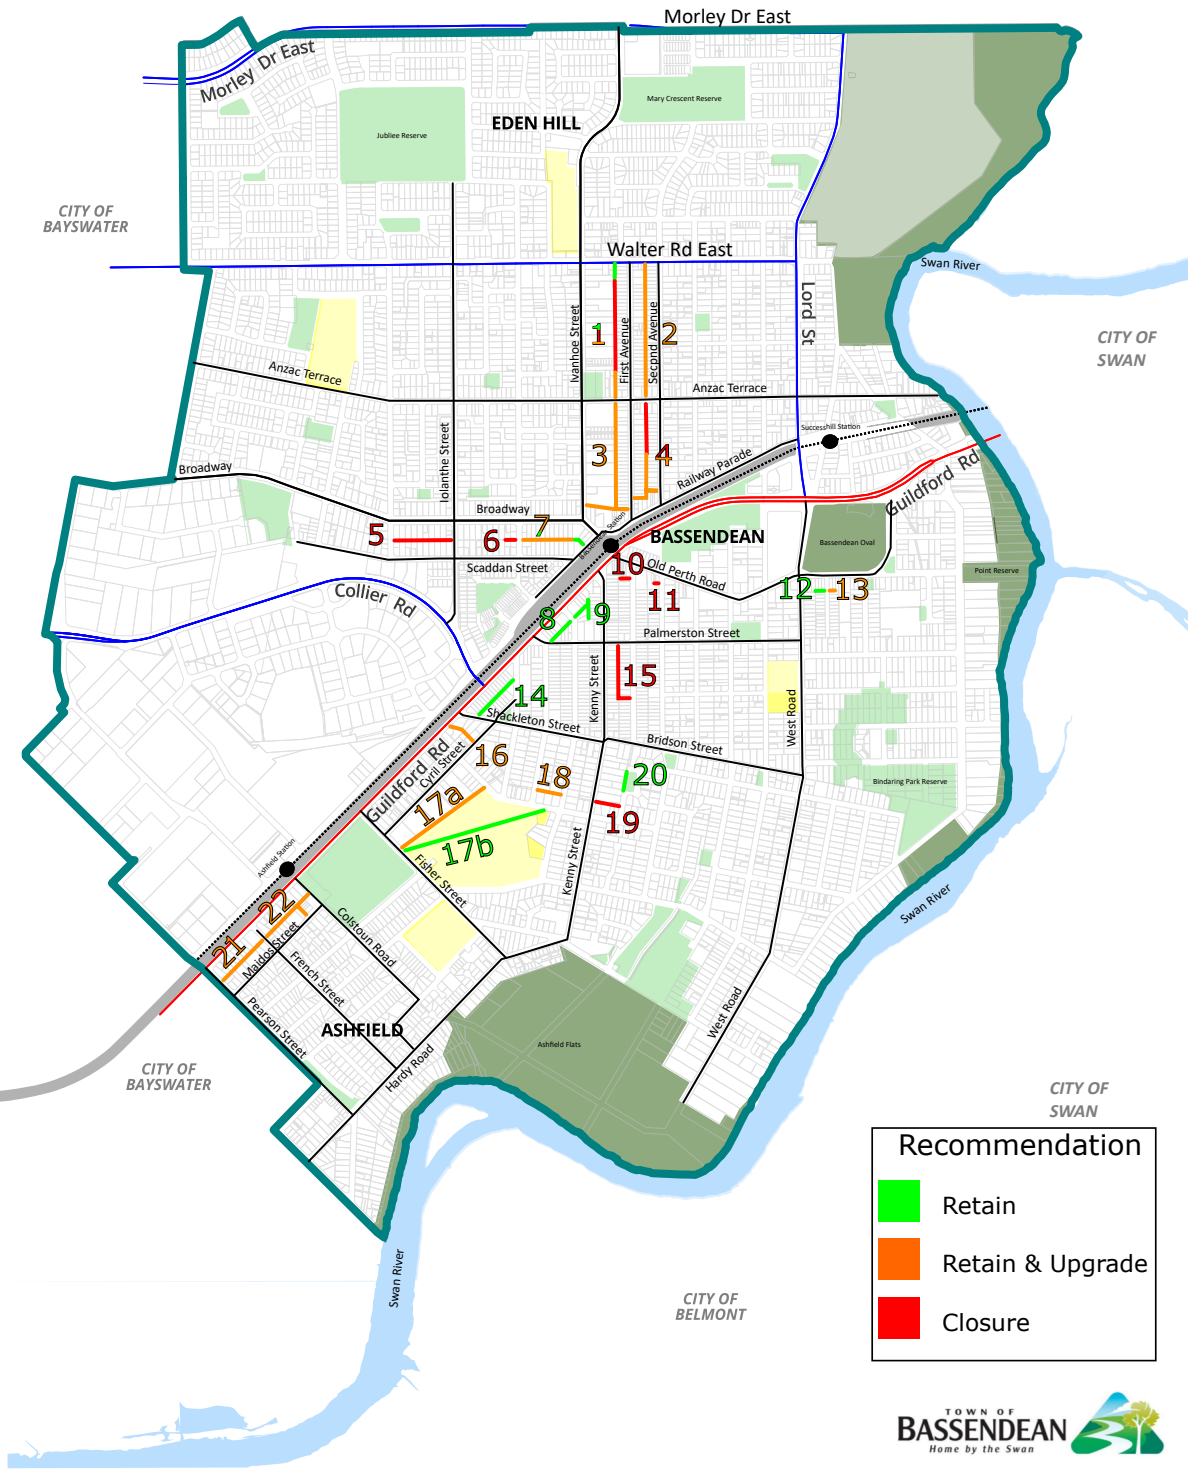 Morley Dr East
Morley Dr East
Mary Crescent Reserve
EDEN HILL
Jubliee Reserve
CITY OF
BAYSWATER
Walter Rd East
Swan River
Lord St
CITY OF
SWAN
Ivanhoe Street
First Avenue
Secpnd Avenue
1
2
Anzac Terrace
Anzac Terrace
Successhill Station
Iolanthe Street
3
4
Railway Parade
Guildford Rd
Broadway
Broadway
Bassendean Station
5
6
7
BASSENDEAN
Bassendean Oval
Scaddan Street
10
Old Perth Road
Point Reserve
11
12
13
Collier Rd
8
9
Palmerston Street
Kenny Street
15
14
West Road
Shackleton Street
Bridson Street
Guildford Rd
Cyril Street
16
18
20
Bindaring Park Reserve
17a
19
17b
Kenny Street
Fisher Street
Ashfield Station
22
21
Maidos Street
Colstoun Road
French Street
Swan River
Pearson Street
ASHFIELD
West Road
Hardy Road
Ashfield Flats
CITY OF
BAYSWATER
CITY OF
SWAN
Recommendation
Retain
Retain & Upgrade
Closure
Swan River
CITY OF
BELMONT
TOWN OF
BASSENDEAN
Home by the Swan